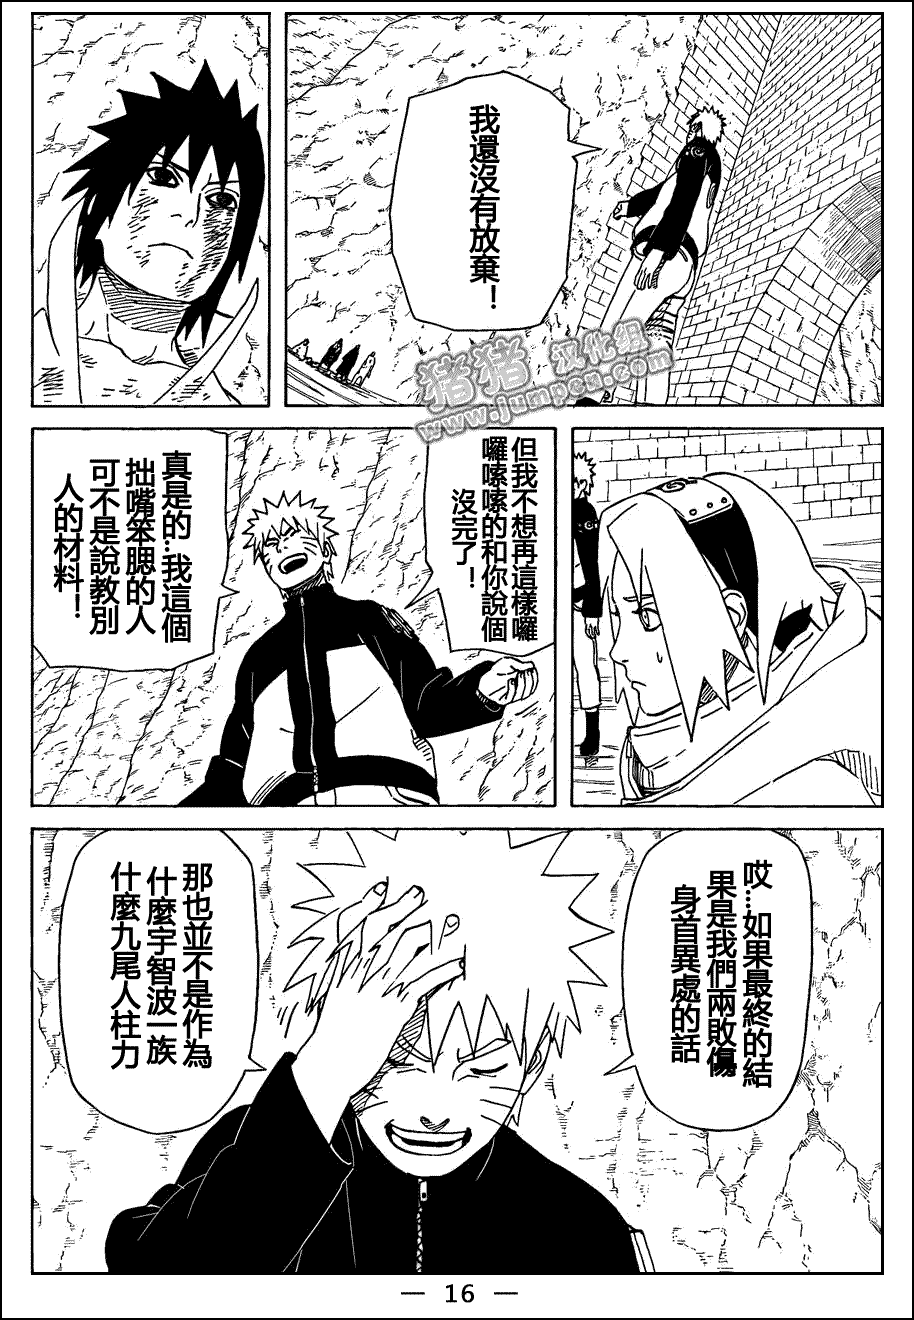 我還沒有放棄！
猪猪 汉化组
www.jumpcn.com
但我不想再這樣囉
囉嗦嗦的和你說個
沒完了！
真是的..我這個
拙嘴笨腮的人
可不是說教別
人的材料！
哎....如果最終的結
果是我們兩敗傷
身首異處的話
那也並不是作為
什麼宇智波一族
什麼九尾人柱力
— 16 —